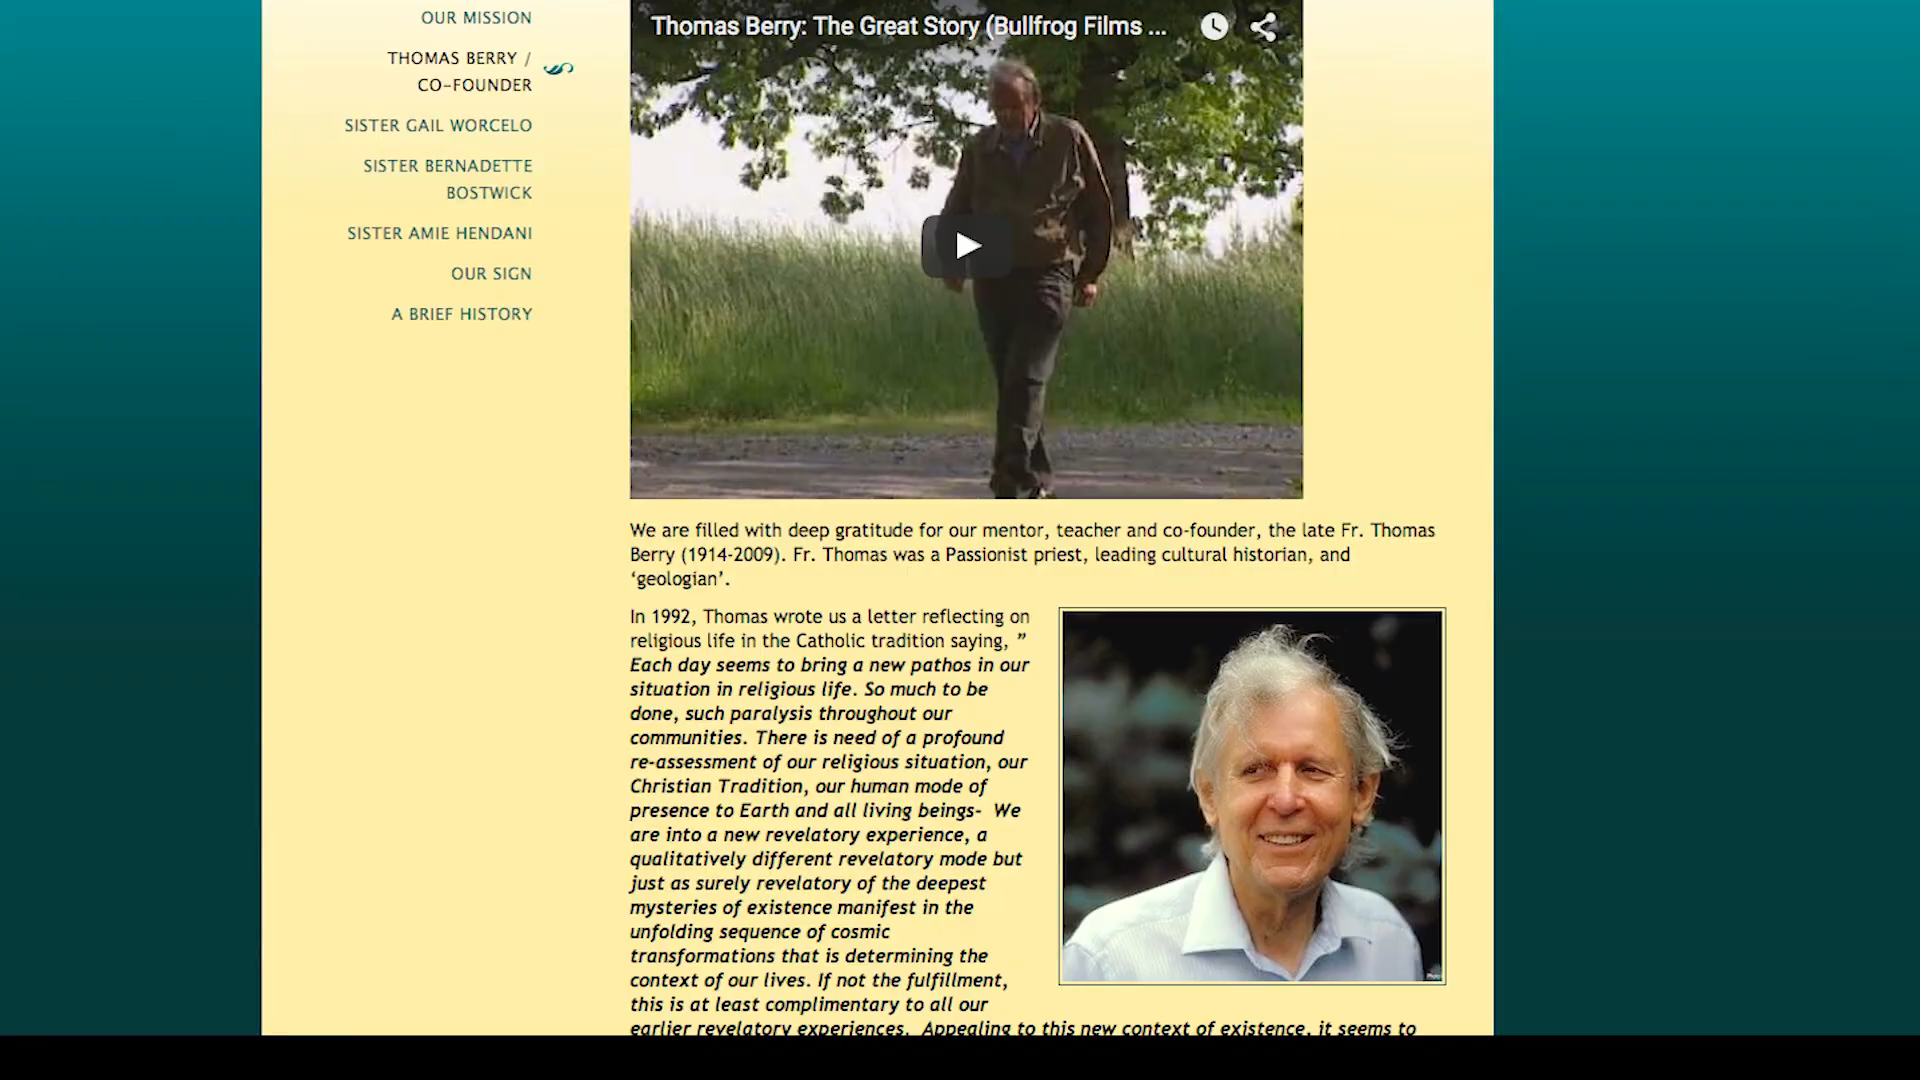 OUR MISSION
THOMAS BERRY /
CO–FOUNDER
SISTER GAIL WORCELO
SISTER BERNADETTE
BOSTWICK
SISTER AMIE HENDANI
OUR SIGN
A BRIEF HISTORY
Thomas Berry: The Great Story (Bullfrog Films ...
We are filled with deep gratitude for our mentor, teacher and co-founder, the late Fr. Thomas
Berry (1914-2009). Fr. Thomas was a Passionist priest, leading cultural historian, and
‘geologian’.
In 1992, Thomas wrote us a letter reflecting on
religious life in the Catholic tradition saying, ”
Each day seems to bring a new pathos in our
situation in religious life. So much to be
done, such paralysis throughout our
communities. There is need of a profound
re-assessment of our religious situation, our
Christian Tradition, our human mode of
presence to Earth and all living beings- We
are into a new revelatory experience, a
qualitatively different revelatory mode but
just as surely revelatory of the deepest
mysteries of existence manifest in the
unfolding sequence of cosmic
transformations that is determining the
context of our lives. If not the fulfillment,
this is at least complimentary to all our
earlier revelatory experiences. Appealing to this new context of existence, it seems to